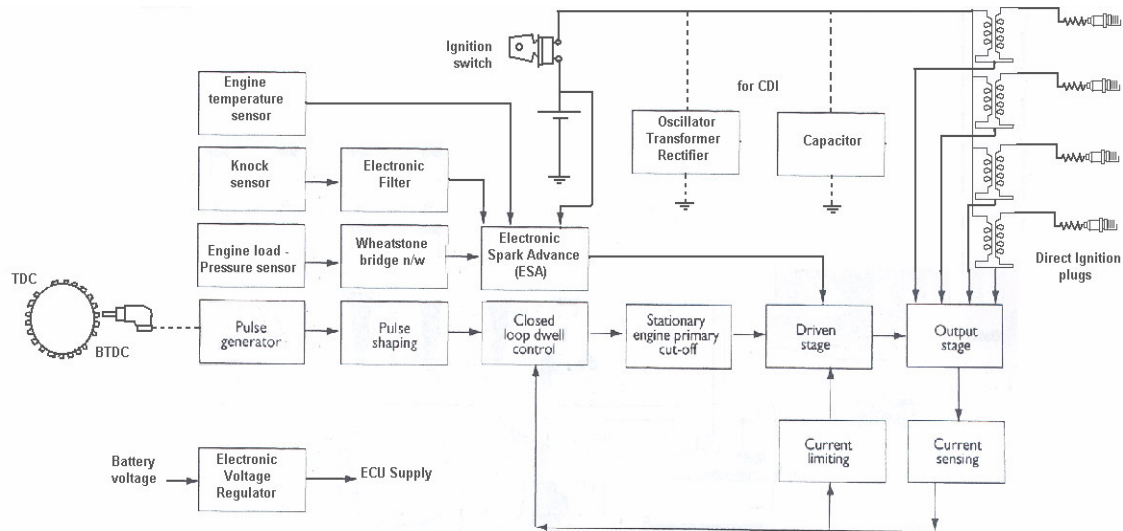 Ignition
switch
Engine
temperature
sensor
for CDI
Oscillator
Transformer
Rectifier
Capacitor
Knock
sensor
Electronic
Filter
Engine load -
Pressure sensor
Wheatstone
bridge n/w
Electronic
Spark Advance
(ESA)
Direct Ignition
plugs
TDC
BTDC
Pulse
generator
Pulse
shaping
Closed
loop dwell
control
Stationary
engine primary
cut-off
Driven
stage
Output
stage
Current
limiting
Current
sensing
Battery
voltage
Electronic
Voltage
Regulator
ECU Supply